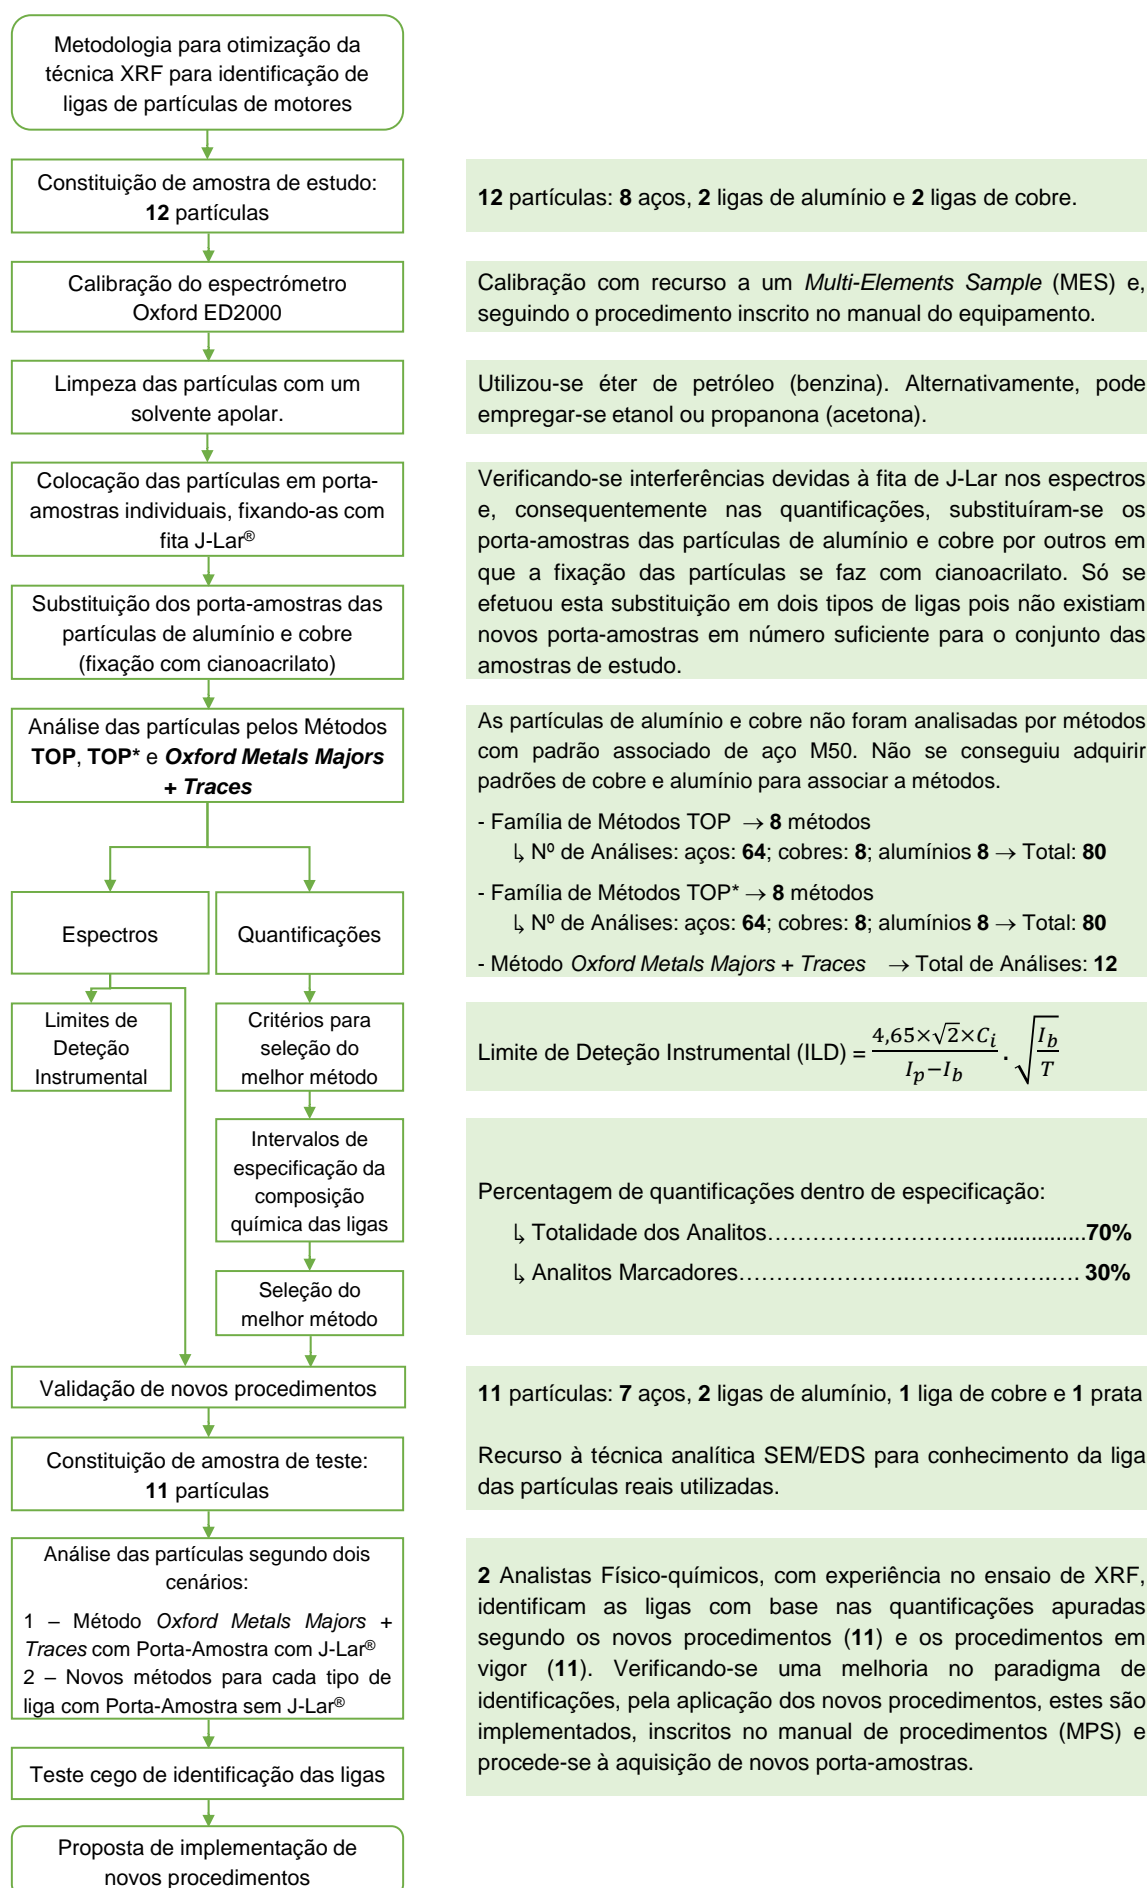 Metodologia para otimização da
técnica XRF para identificação de
ligas de partículas de motores
Constituição de amostra de estudo:
12 partículas
12 partículas: 8 aços, 2 ligas de alumínio e 2 ligas de cobre.
Calibração do espectrómetro
Oxford ED2000
Calibração com recurso a um Multi-Elements Sample (MES) e,
seguindo o procedimento inscrito no manual do equipamento.
Limpeza das partículas com um
solvente apolar.
Utilizou-se éter de petróleo (benzina). Alternativamente, pode
empregar-se etanol ou propanona (acetona).
Colocação das partículas em porta-
amostras individuais, fixando-as com
fita J-Lar®
Substituição dos porta-amostras das
partículas de alumínio e cobre
(fixação com cianoacrilato)
Verificando-se interferências devidas à fita de J-Lar nos espectros
e, consequentemente nas quantificações, substituíram-se os
porta-amostras das partículas de alumínio e cobre por outros em
que a fixação das partículas se faz com cianoacrilato. Só se
efetuou esta substituição em dois tipos de ligas pois não existiam
novos porta-amostras em número suficiente para o conjunto das
amostras de estudo.
Análise das partículas pelos Métodos
TOP, TOP* e Oxford Metals Majors
+ Traces
As partículas de alumínio e cobre não foram analisadas por métodos
com padrão associado de aço M50. Não se conseguiu adquirir
padrões de cobre e alumínio para associar a métodos.
- Família de Métodos TOP → 8 métodos
↳ Nº de Análises: aços: 64; cobres: 8; alumínios 8 → Total: 80
- Família de Métodos TOP* → 8 métodos
↳ Nº de Análises: aços: 64; cobres: 8; alumínios 8 → Total: 80
- Método Oxford Metals Majors + Traces → Total de Análises: 12
Espectros
Quantificações
Limites de
Deteção
Instrumental
Critérios para
seleção do
melhor método
Limite de Deteção Instrumental (ILD) = 4,65×√2×C_i / (I_p−I_b) . √(I_b / T)
Intervalos de
especificação da
composição
química das ligas
Seleção do
melhor método
Percentagem de quantificações dentro de especificação:
↳ Totalidade dos Analitos…………………………...............70%
↳ Analitos Marcadores…………………..……………….…. 30%
Validação de novos procedimentos
Constituição de amostra de teste:
11 partículas
11 partículas: 7 aços, 2 ligas de alumínio, 1 liga de cobre e 1 prata
Recurso à técnica analítica SEM/EDS para conhecimento da liga
das partículas reais utilizadas.
Análise das partículas segundo dois
cenários:
1 – Método Oxford Metals Majors +
Traces com Porta-Amostra com J-Lar®
2 – Novos métodos para cada tipo de
liga com Porta-Amostra sem J-Lar®
2 Analistas Físico-químicos, com experiência no ensaio de XRF,
identificam as ligas com base nas quantificações apuradas
segundo os novos procedimentos (11) e os procedimentos em
vigor (11). Verificando-se uma melhoria no paradigma de
identificações, pela aplicação dos novos procedimentos, estes são
implementados, inscritos no manual de procedimentos (MPS) e
procede-se à aquisição de novos porta-amostras.
Teste cego de identificação das ligas
Proposta de implementação de
novos procedimentos